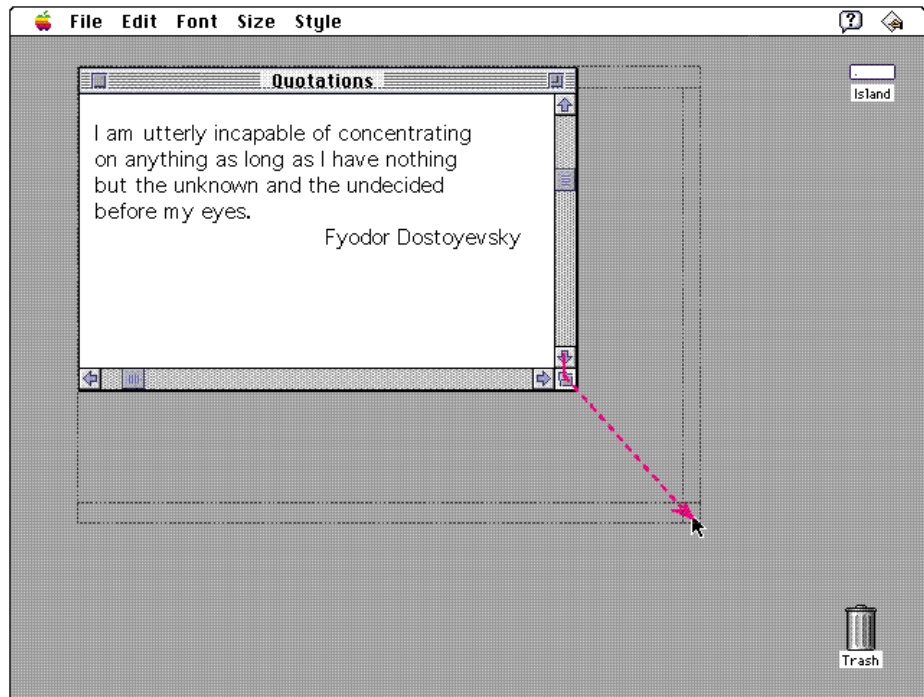 File Edit Font Size Style
Quotations
Island
I am utterly incapable of concentrating
on anything as long as I have nothing
but the unknown and the undecided
before my eyes.
Fyodor Dostoyevsky
Trash